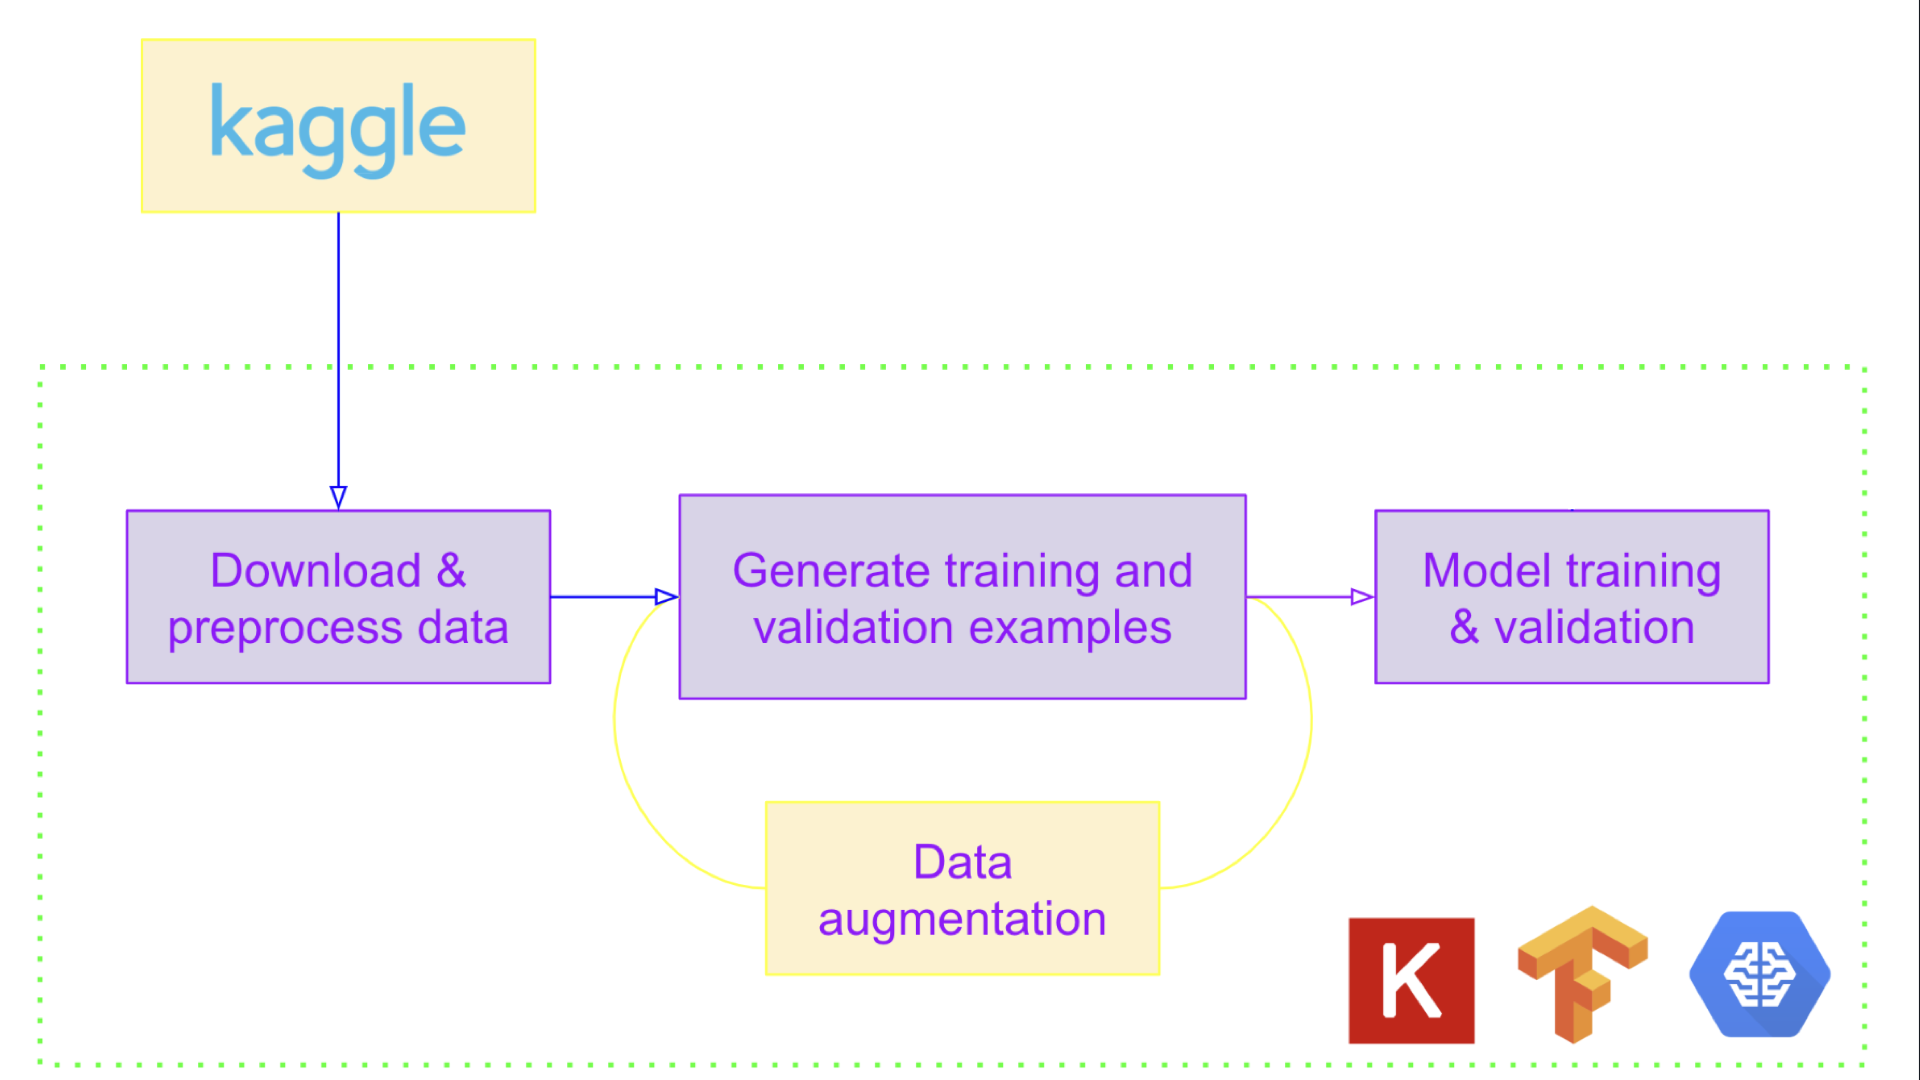 kaggle
Download &
preprocess data
Generate training and
validation examples
Model training
& validation
Data
augmentation
K